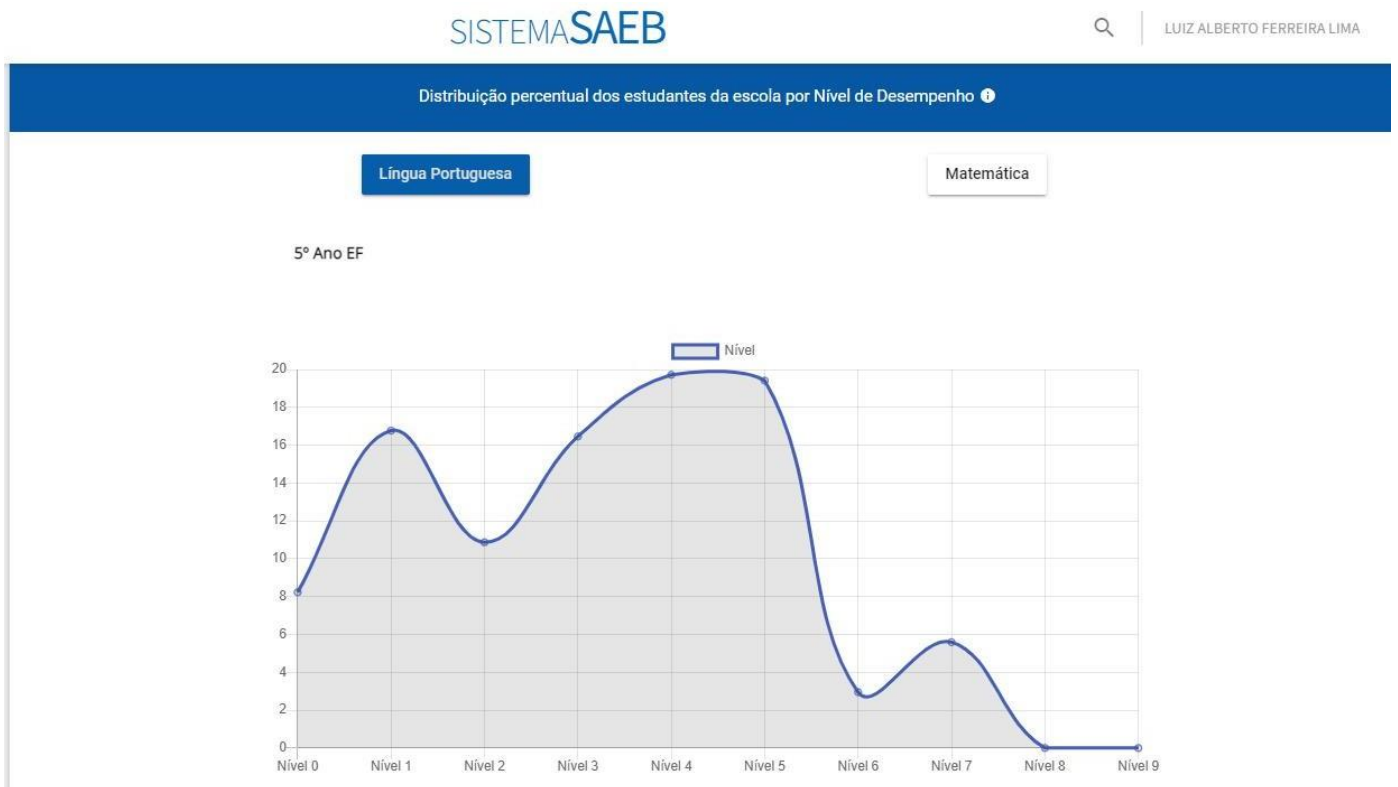 SISTEMASAEB
LUIZ ALBERTO FERREIRA LIMA
Distribuição percentual dos estudantes da escola por Nível de Desempenho
Língua Portuguesa
Matemática
5º Ano EF
Nível
20
18
16
14
12
10
8
6
4
2
0
Nível 0 Nível 1 Nível 2 Nível 3 Nível 4 Nível 5 Nível 6 Nível 7 Nível 8 Nível 9